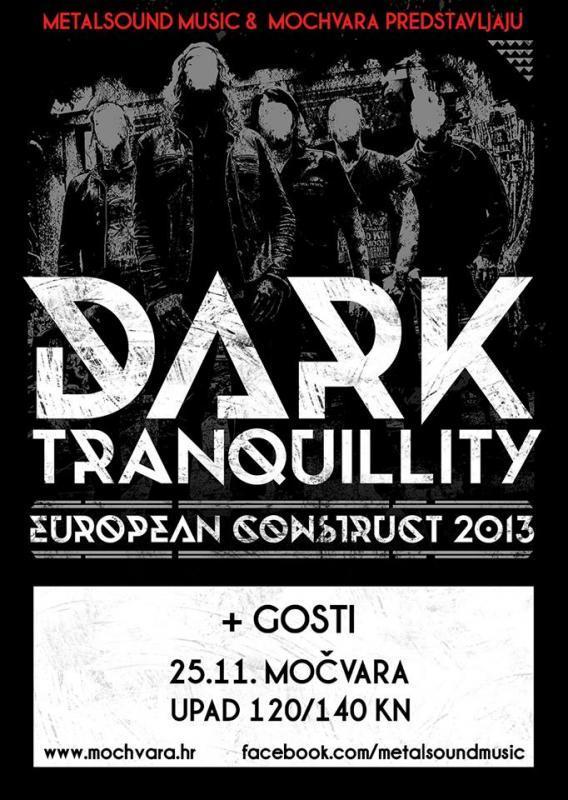 METALSOUND MUSIC & MOCHVARA PREDSTAVLJAJU
DARK
TRANQUILLITY
EUROPEAN CONSTRUCT 2013
+ GOSTI
25.11. MOČVARA
UPAD 120/140 KN
www.mochvara.hr facebook.com/metalsoundmusic